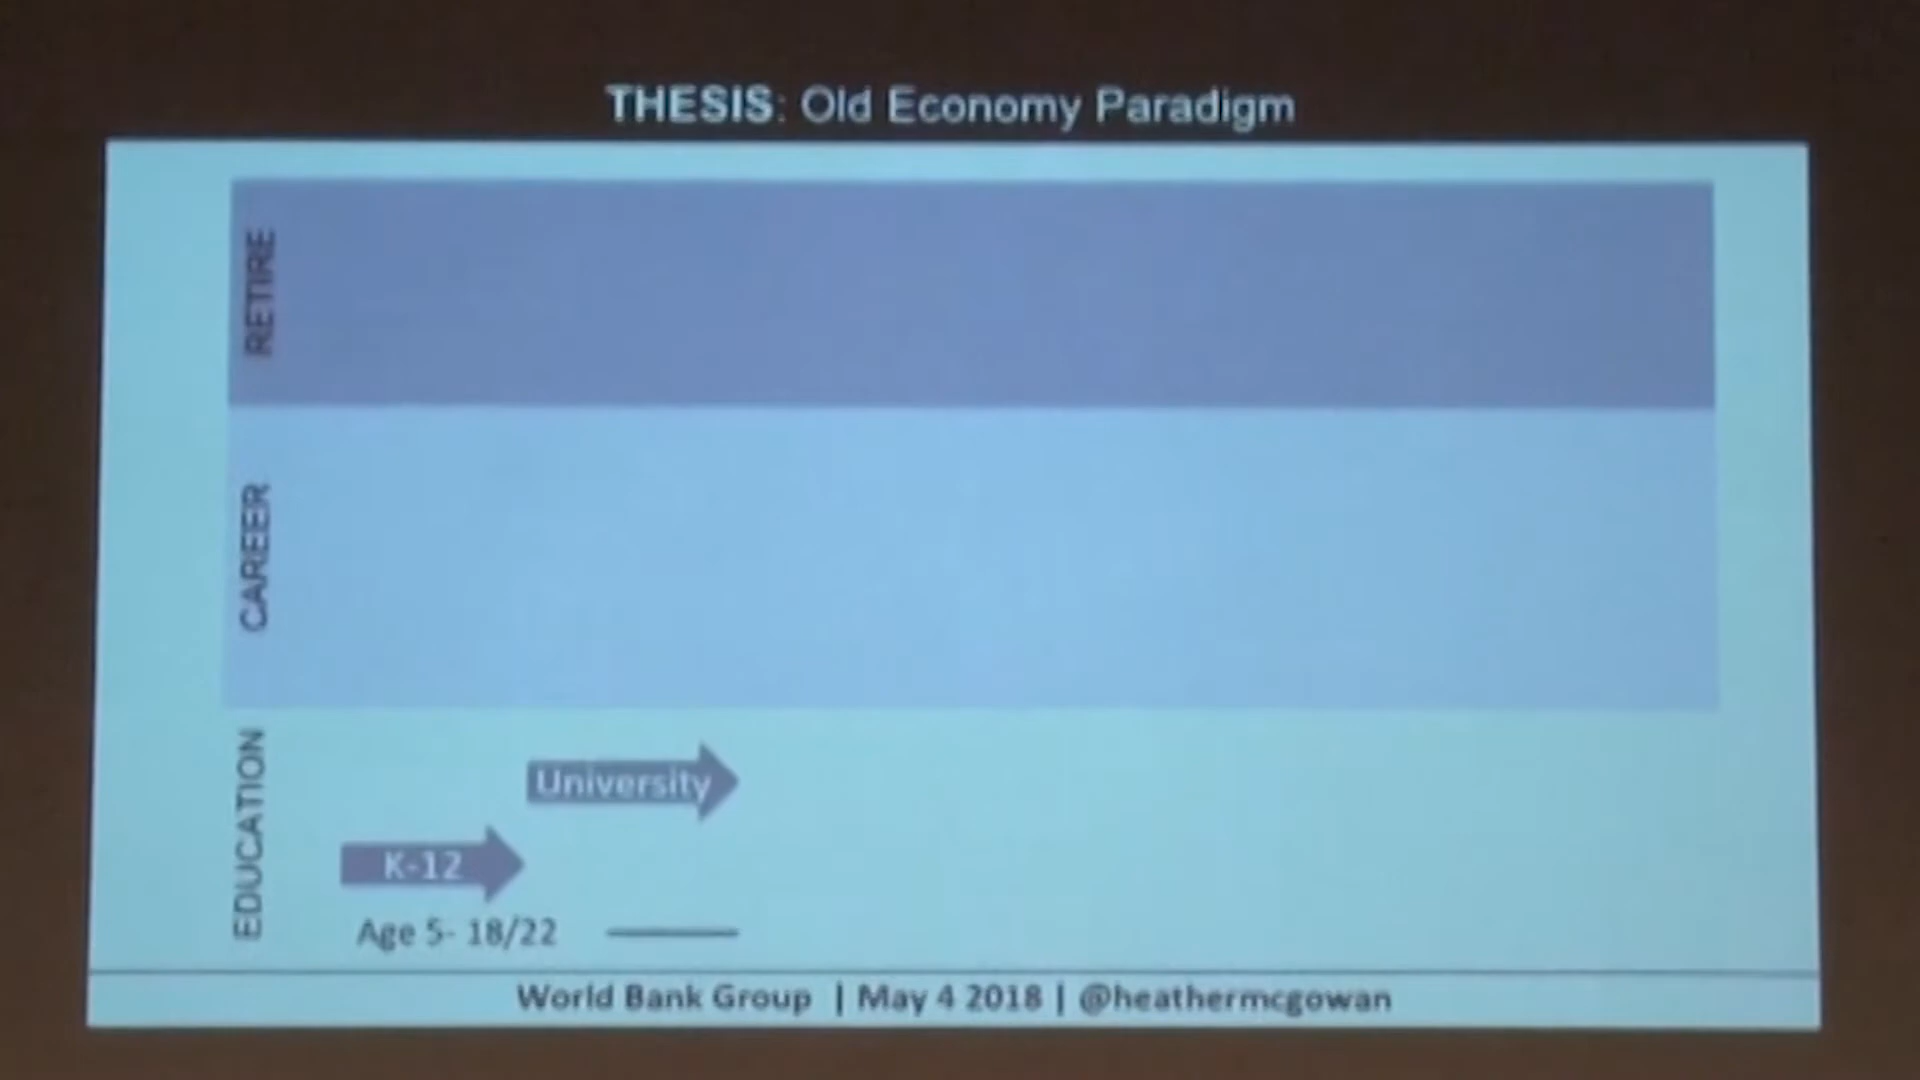 THESIS: Old Economy Paradigm
RETIRE
CAREER
EDUCATION
University
K-12
Age 5- 18/22
World Bank Group | May 4 2018 | @heathermcgowan